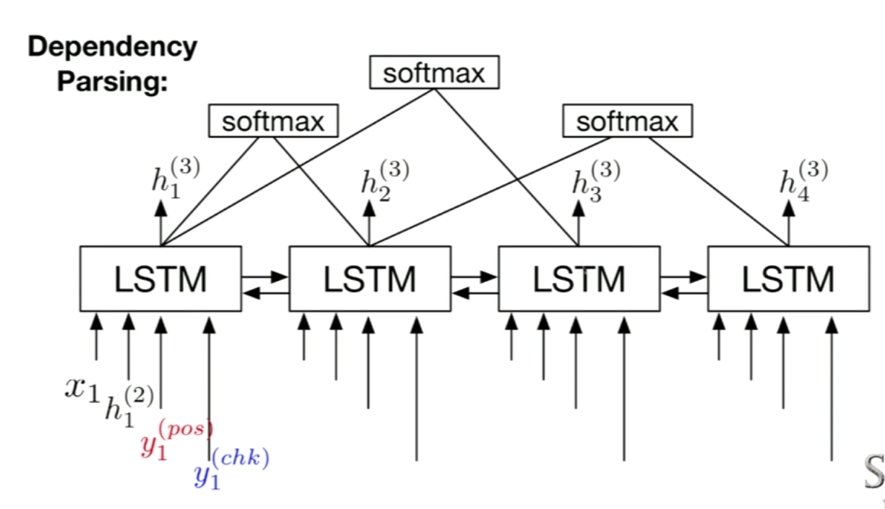 Dependency
Parsing:
softmax
softmax
softmax
h_1^{(3)}
h_2^{(3)}
h_3^{(3)}
h_4^{(3)}
LSTM
LSTM
LSTM
LSTM
x_1
h_1^{(2)}
y_1^{(pos)}
y_1^{(chk)}
S